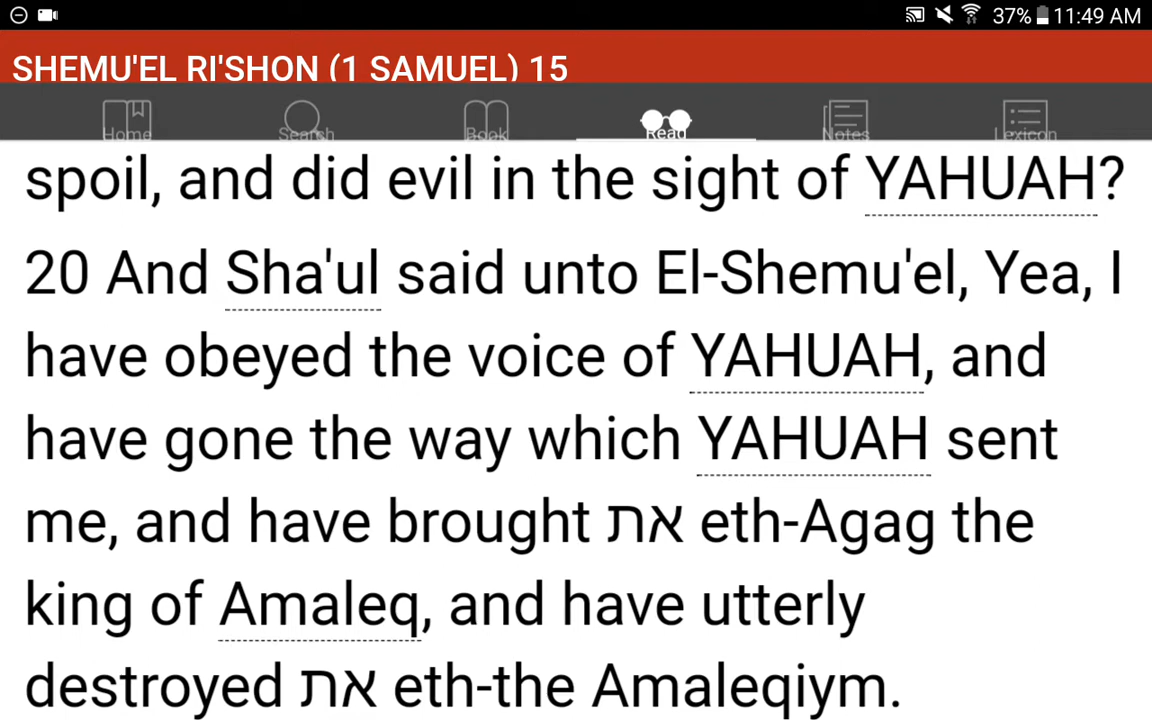 37% 11:49 AM
SHEMU'EL RI'SHON (1 SAMUEL) 15
Home Search Book Read Notes Lexicon
spoil, and did evil in the sight of YAHUAH?
20 And Sha'ul said unto El-Shemu'el, Yea, I
have obeyed the voice of YAHUAH, and
have gone the way which YAHUAH sent
me, and have brought את eth-Agag the
king of Amaleq, and have utterly
destroyed את eth-the Amaleqiym.